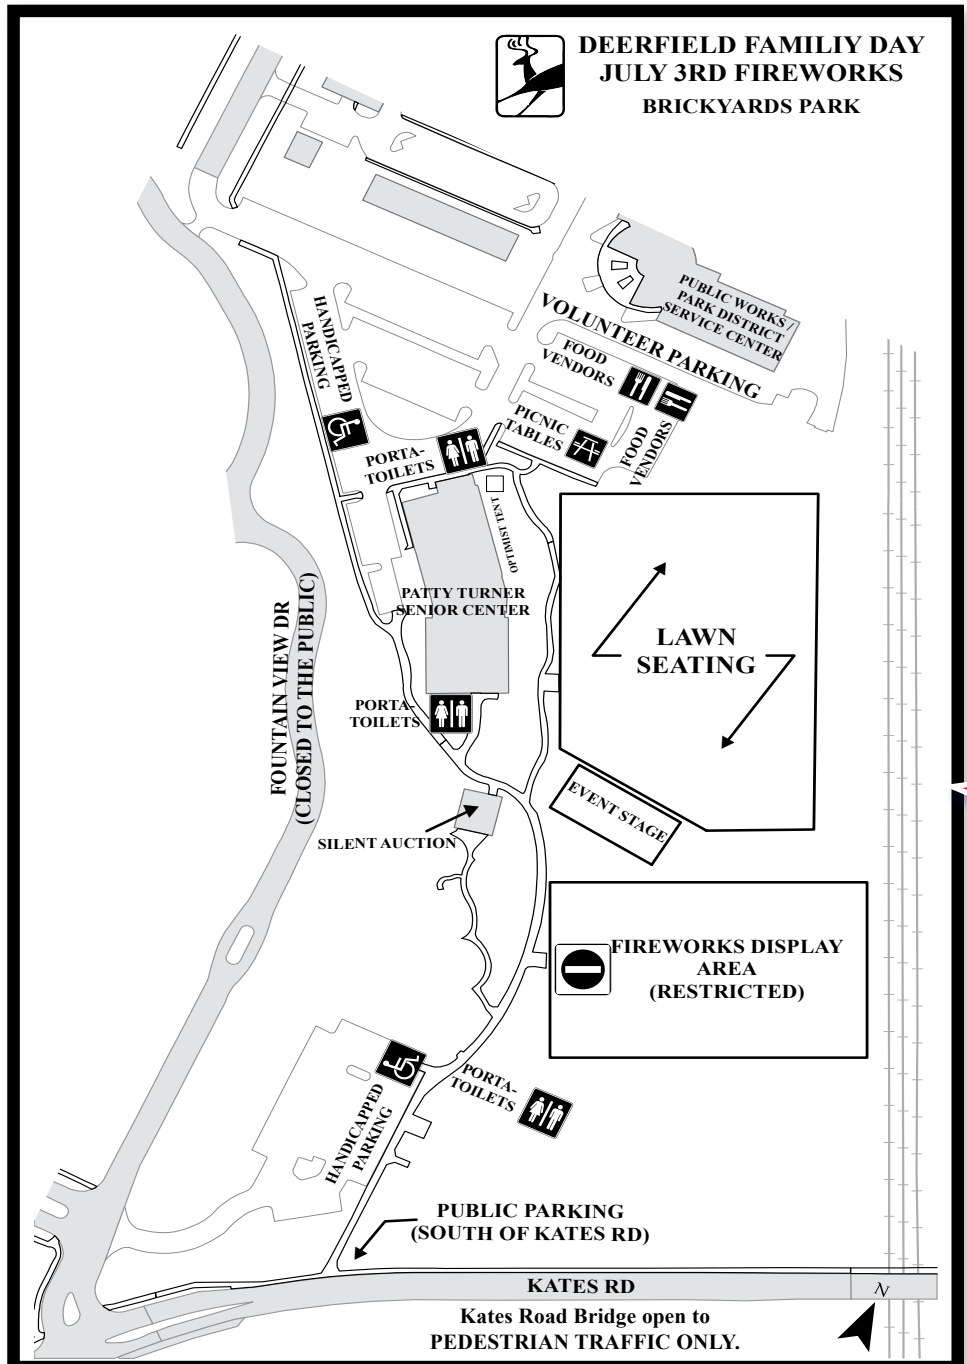 DEERFIELD FAMILIY DAY
JULY 3RD FIREWORKS
BRICKYARDS PARK
PUBLIC WORKS /
PARK DISTRICT
SERVICE CENTER
VOLUNTEER PARKING
HANDICAPPED
PARKING
FOOD
VENDORS
PICNIC
TABLES
FOOD
VENDORS
PORTA-
TOILETS
OPTIMIST TENT
PATTY TURNER
SENIOR CENTER
LAWN
SEATING
FOUNTAIN VIEW DR
(CLOSED TO THE PUBLIC)
PORTA-
TOILETS
EVENT STAGE
SILENT AUCTION
FIREWORKS DISPLAY
AREA
(RESTRICTED)
PORTA-
TOILETS
HANDICAPPED
PARKING
PUBLIC PARKING
(SOUTH OF KATES RD)
KATES RD
N
Kates Road Bridge open to
PEDESTRIAN TRAFFIC ONLY.